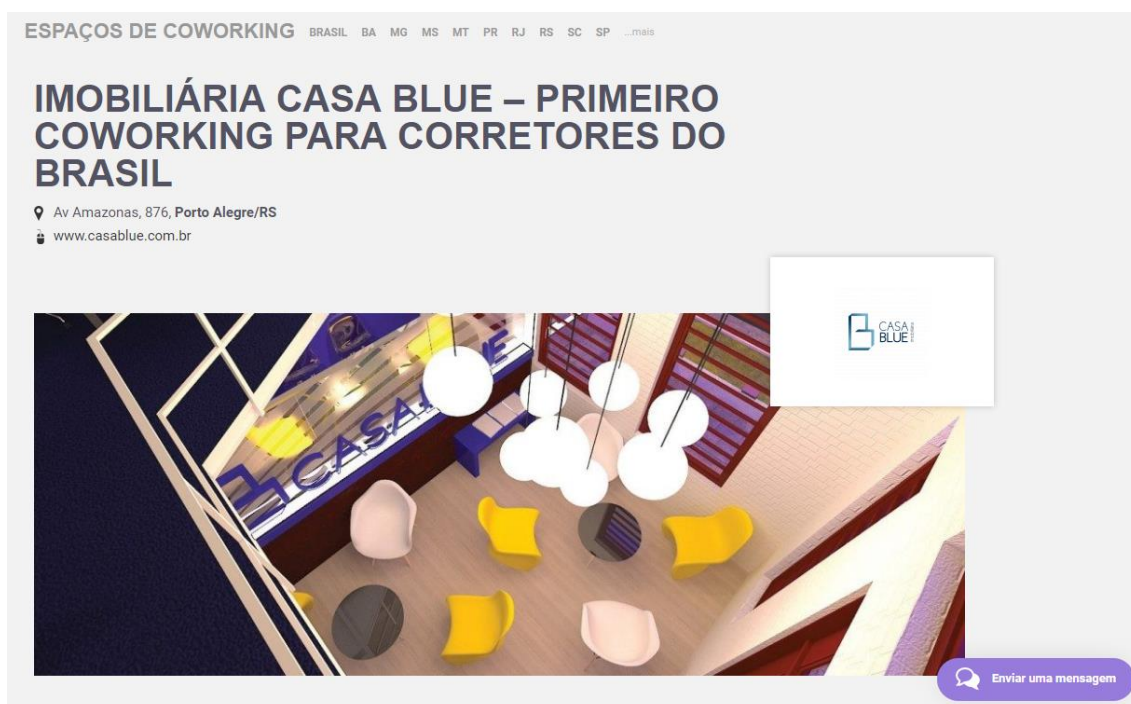 ESPAÇOS DE COWORKING BRASIL BA MG MS MT PR RJ RS SC SP ...mais
IMOBILIÁRIA CASA BLUE – PRIMEIRO
COWORKING PARA CORRETORES DO
BRASIL
Av Amazonas, 876, Porto Alegre/RS
www.casablue.com.br
CASA
BLUE
CASA
Enviar uma mensagem